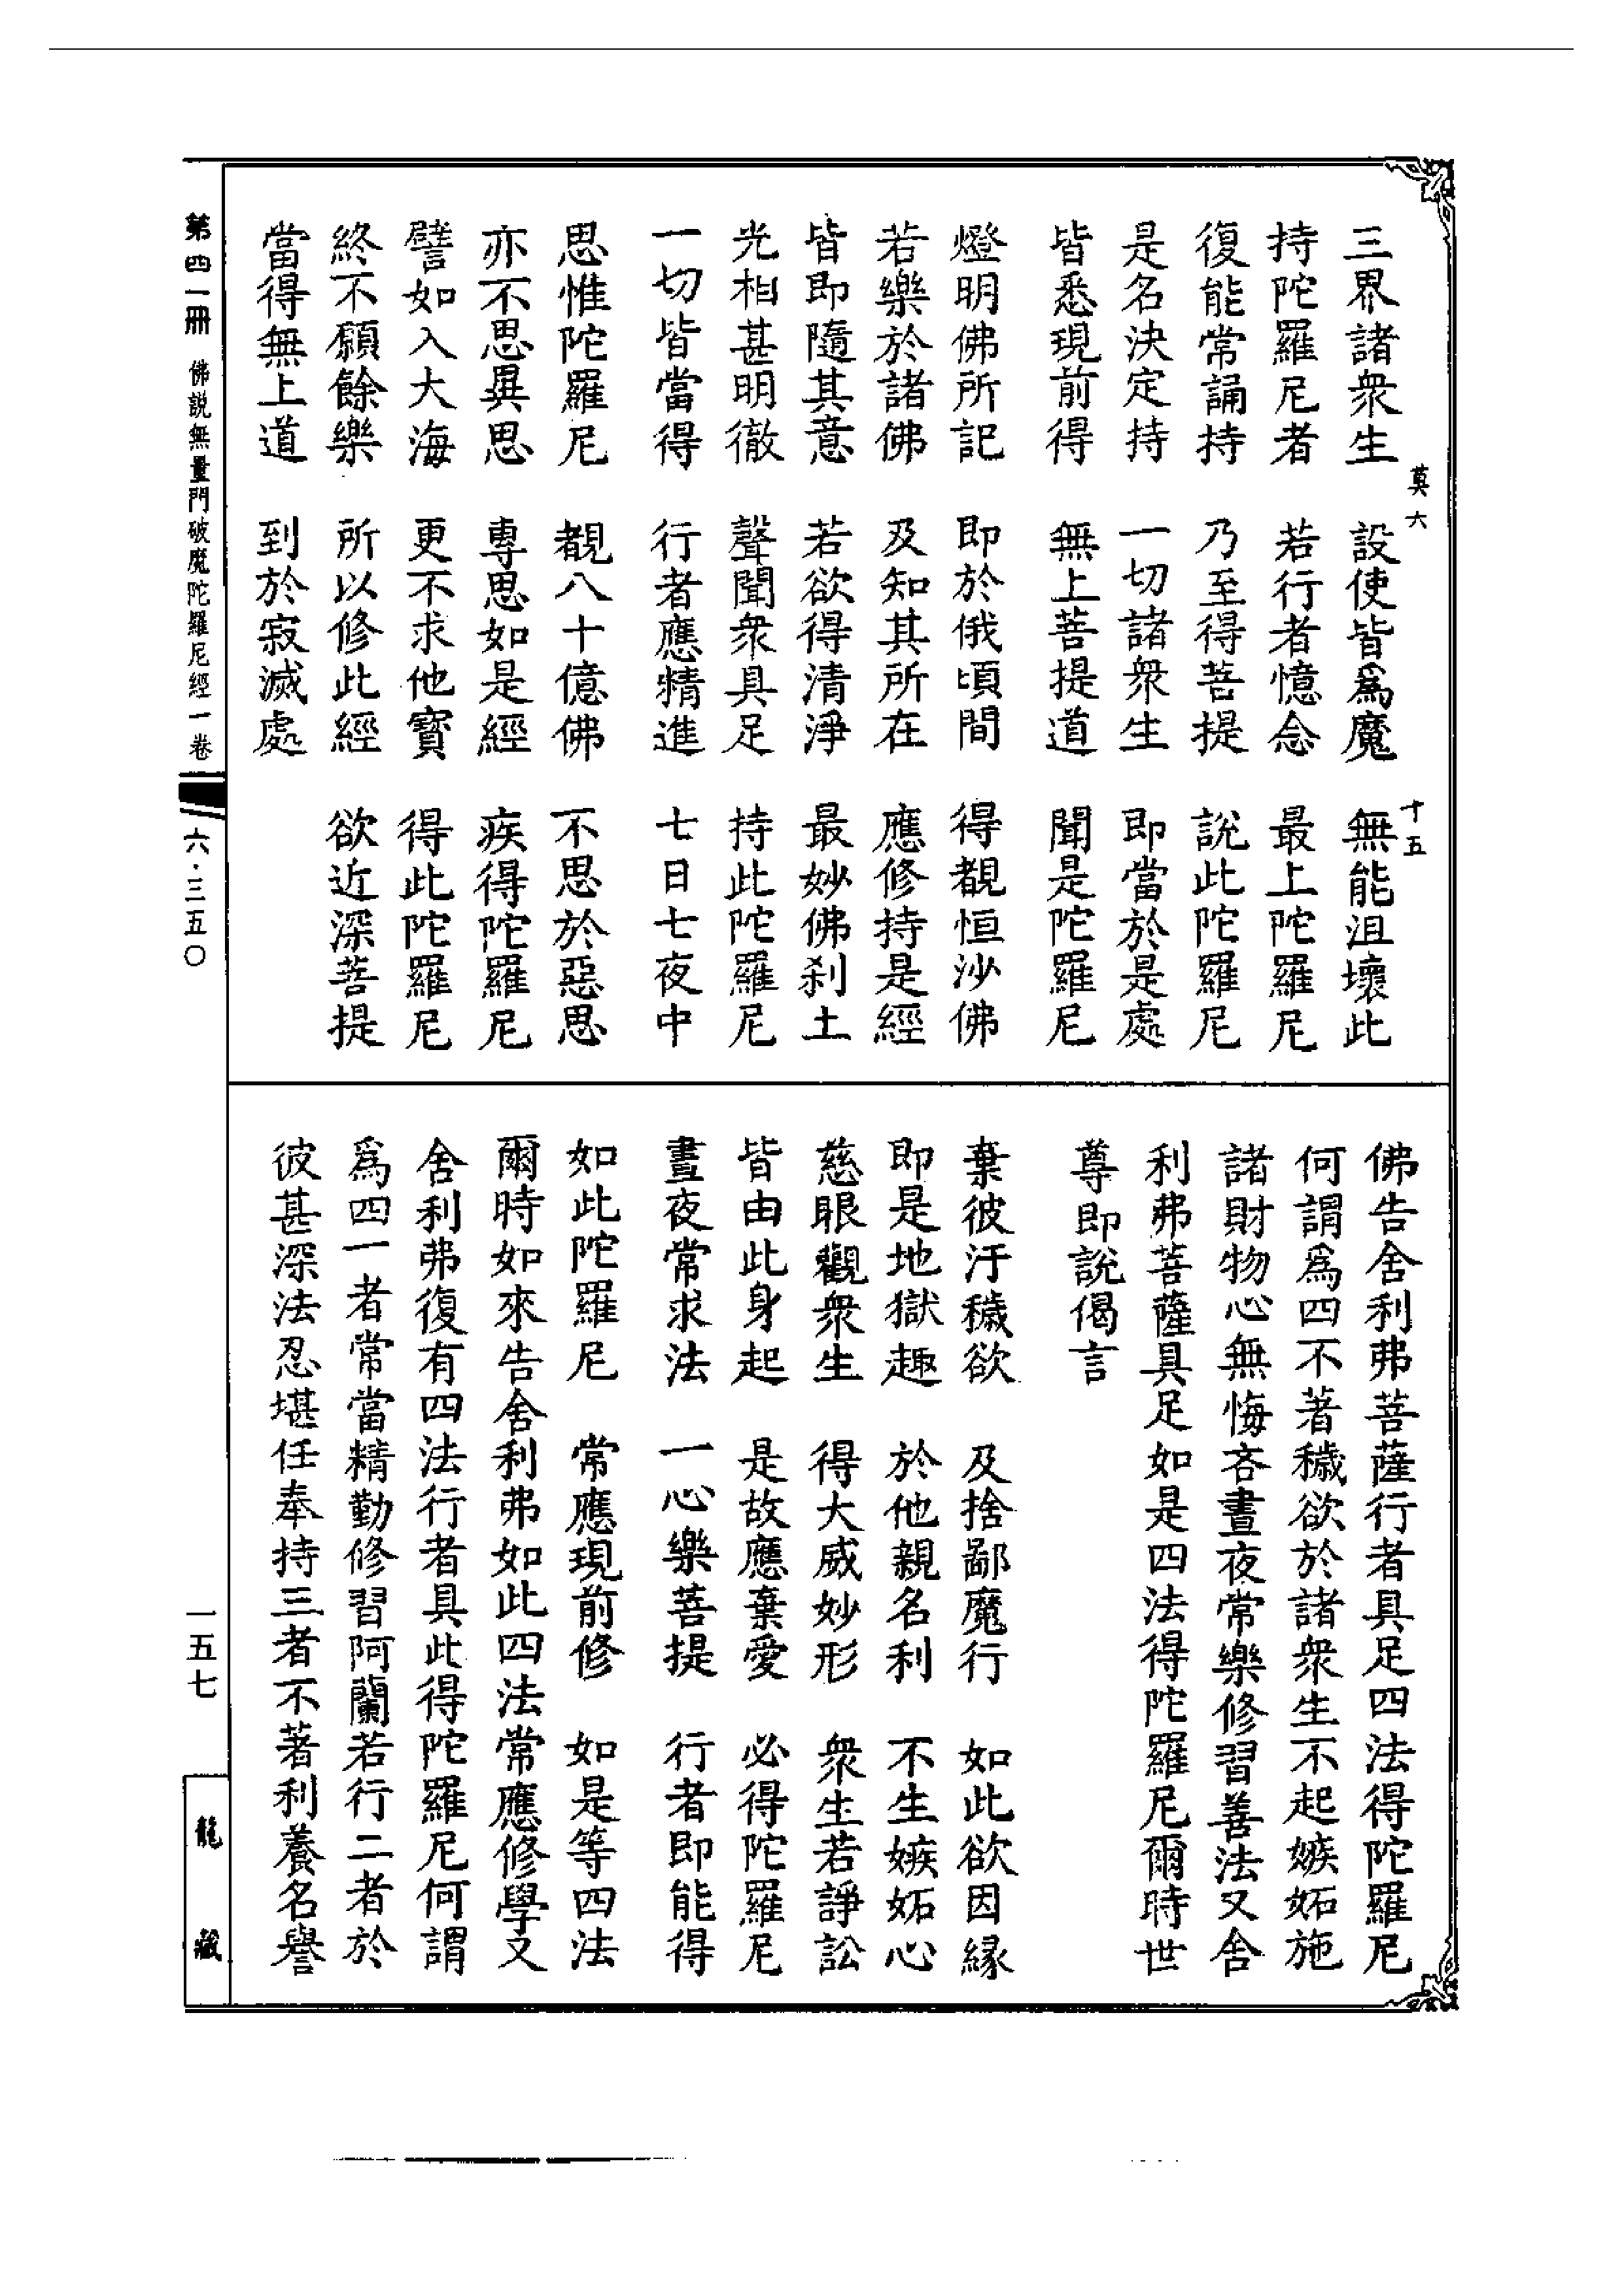 莫六
十五
三界諸衆生　設使皆爲魔　無能沮壞此
持陀羅尼者　若行者憶念　最上陀羅尼
復能常誦持　乃至得菩提　說此陀羅尼
是名決定持　一切諸衆生　即當於是處
皆悉現前得　無上菩提道　聞是陀羅尼
燈明佛所記　即於俄頃間　得覩恒沙佛
若樂於諸佛　及知其所在　應修持是經
皆即隨其意　若欲得清淨　最妙佛刹土
光相甚明徹　聲聞衆具足　持此陀羅尼
一切皆當得　行者應精進　七日七夜中
思惟陀羅尼　覩八十億佛　不思於惡思
亦不思異思　專思如是經　疾得陀羅尼
譬如入大海　更不求他寶　得此陀羅尼
終不願餘樂　所以修此經　欲近深菩提
當得無上道　到於寂滅處
佛告舍利弗菩薩行者具足四法得陀羅尼
何謂爲四不著穢欲於諸衆生不起嫉妬施
諸財物心無悔吝晝夜常樂修習善法又舍
利弗菩薩具足如是四法得陀羅尼爾時世
尊即說偈言
棄彼汙穢欲　及捨鄙魔行　如此欲因緣
即是地獄趣　於他親名利　不生嫉妬心
慈眼觀衆生　得大威妙形　衆生若諍訟
皆由此身起　是故應棄愛　必得陀羅尼
晝夜常求法　一心樂菩提　行者即能得
如此陀羅尼　常應現前修　如是等四法
爾時如來告舍利弗如此四法常應修學又
舍利弗復有四法行者具此得陀羅尼何謂
爲四一者常當精勤修習阿蘭若行二者於
彼甚深法忍堪任奉持三者不著利養名譽
第四一冊　佛説無量門破魔陀羅尼經一卷
六·三五〇
一五七
龍藏